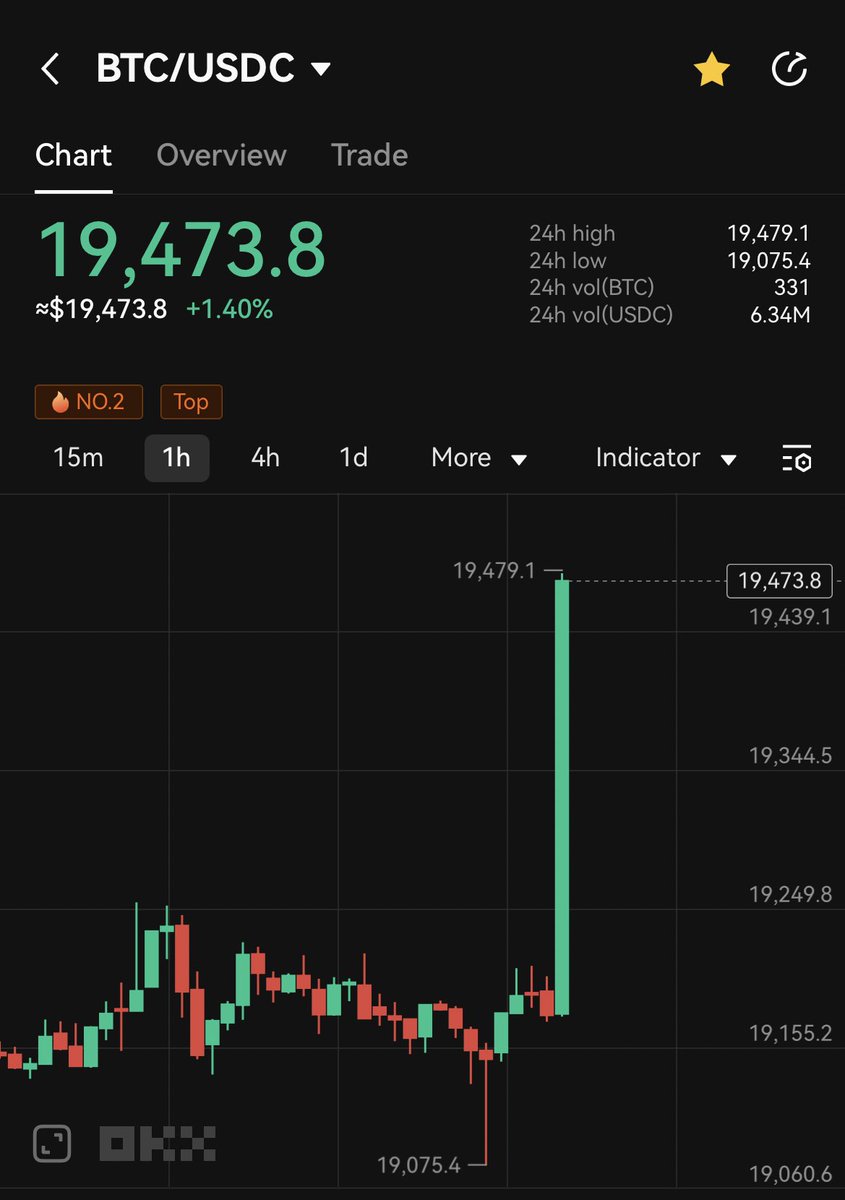 BTC/USDC
Chart Overview Trade
19,473.8
≈$19,473.8 +1.40%
24h high 19,479.1
24h low 19,075.4
24h vol(BTC) 331
24h vol(USDC) 6.34M
NO.2 Top
15m 1h 4h 1d More Indicator
19,479.1
19,473.8
19,439.1
19,344.5
19,249.8
19,155.2
19,075.4
19,060.6
OKX